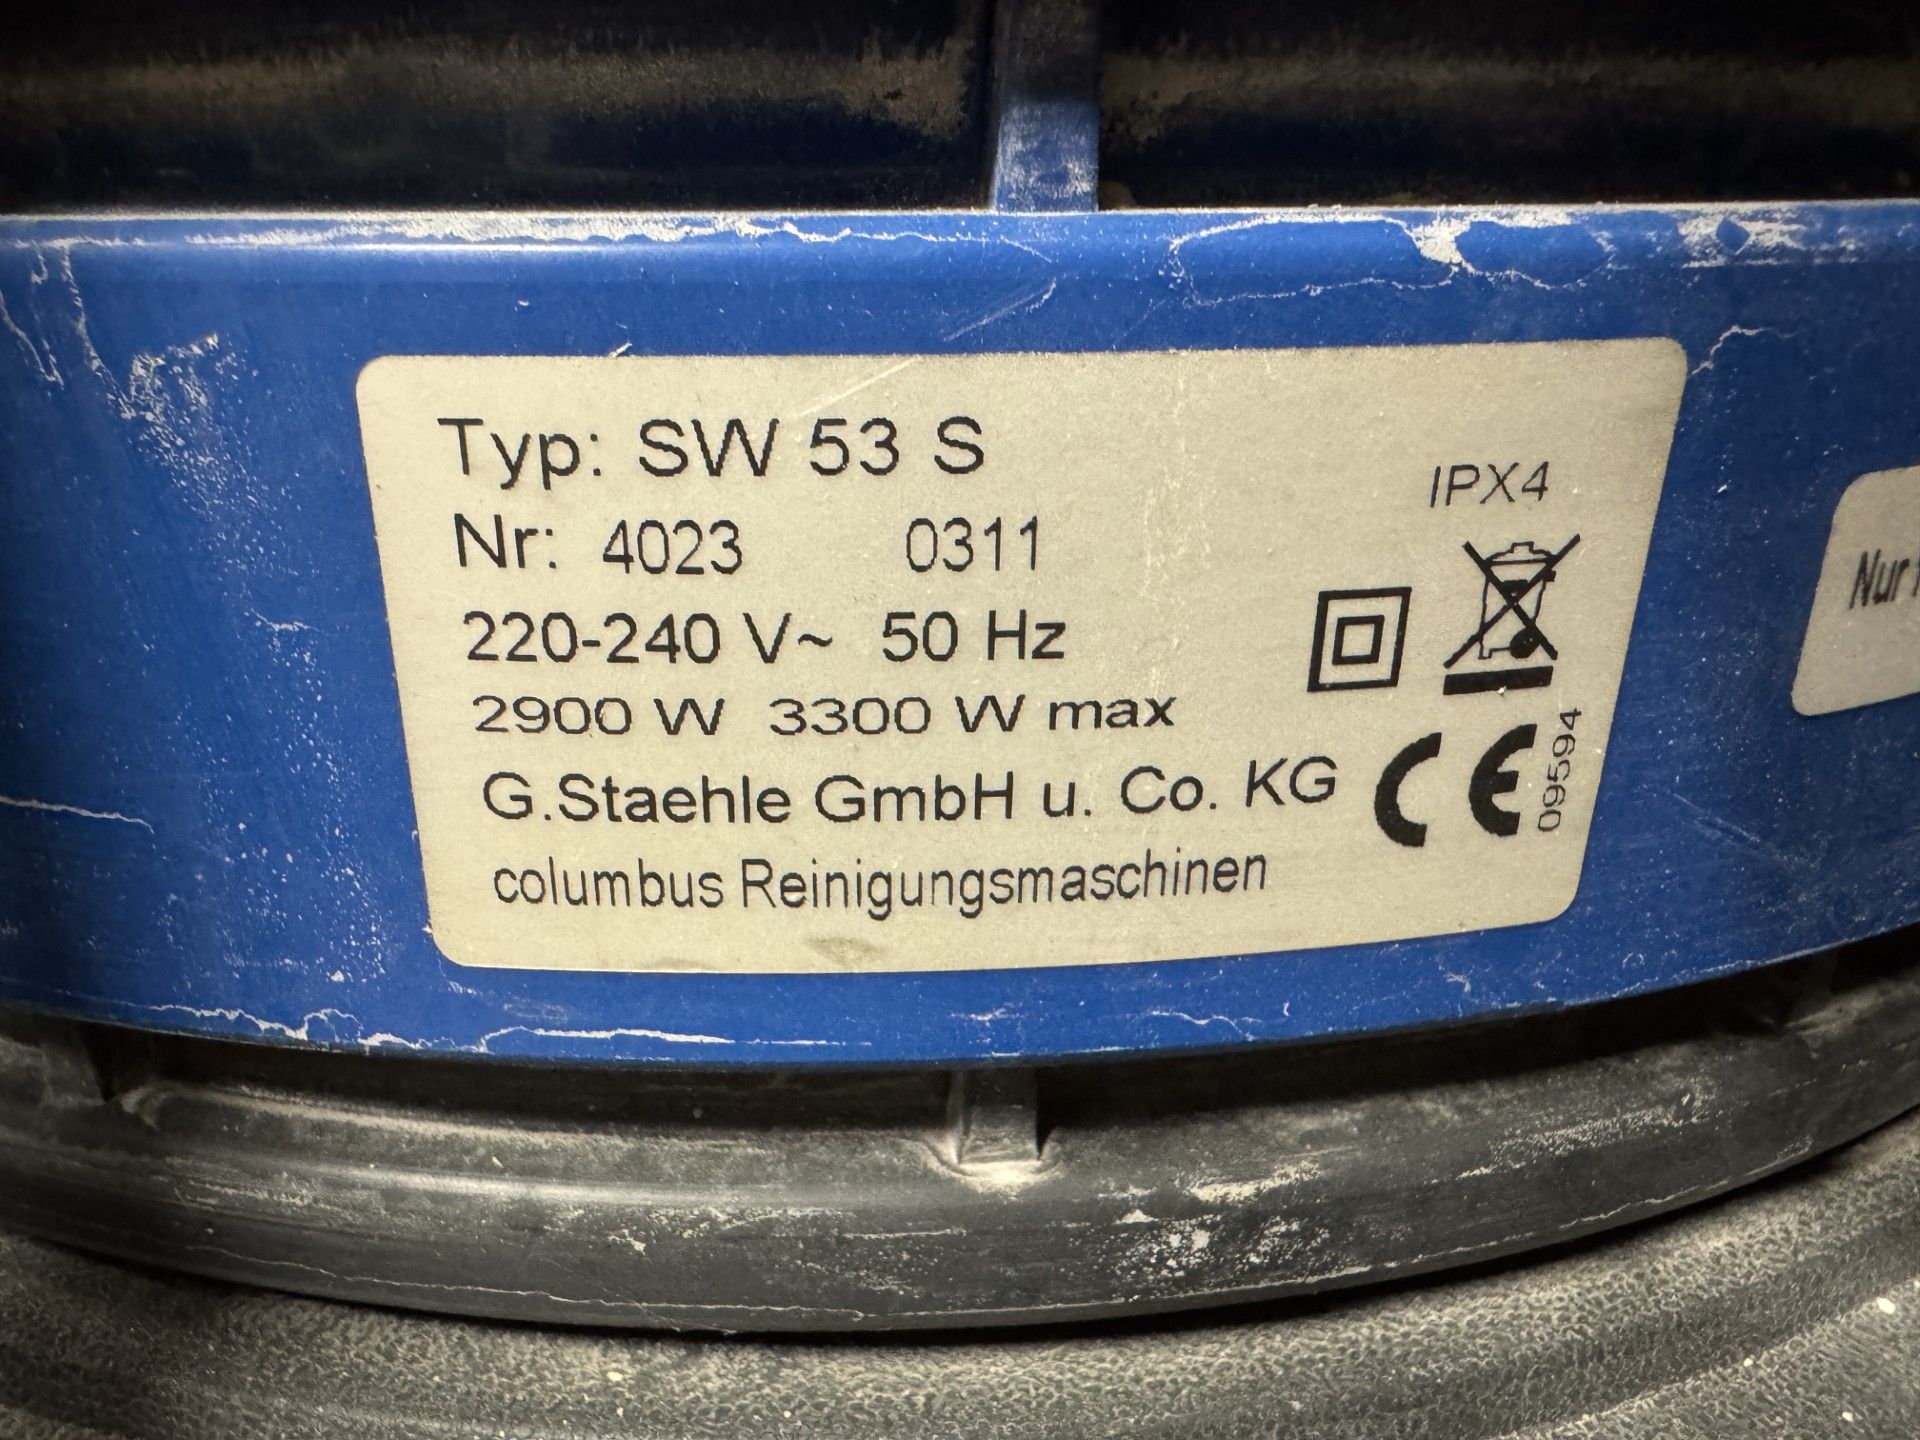 Typ: SW 53 S
Nr: 4023 0311
220-240 V~ 50 Hz
2900 W 3300 W max
G.Staehle GmbH u. Co. KG
columbus Reinigungsmaschinen
IPX4
CE
09594
Nur